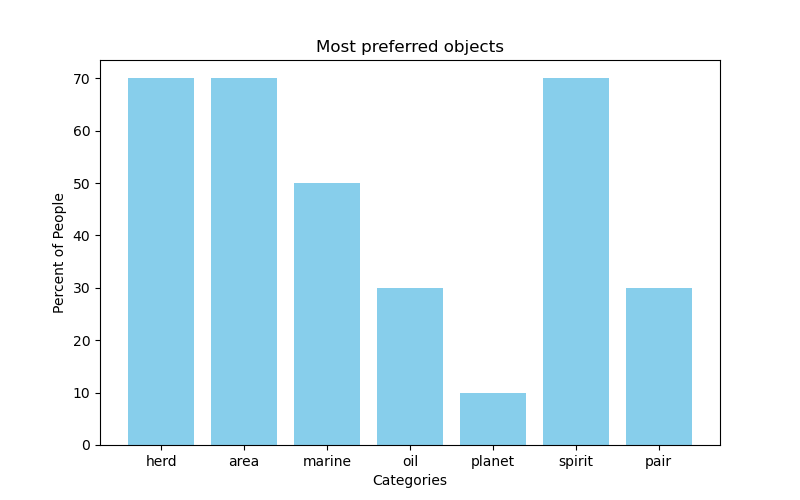 Most preferred objects
Percent of People
70
60
50
40
30
20
10
0
herd area marine oil planet spirit pair
Categories